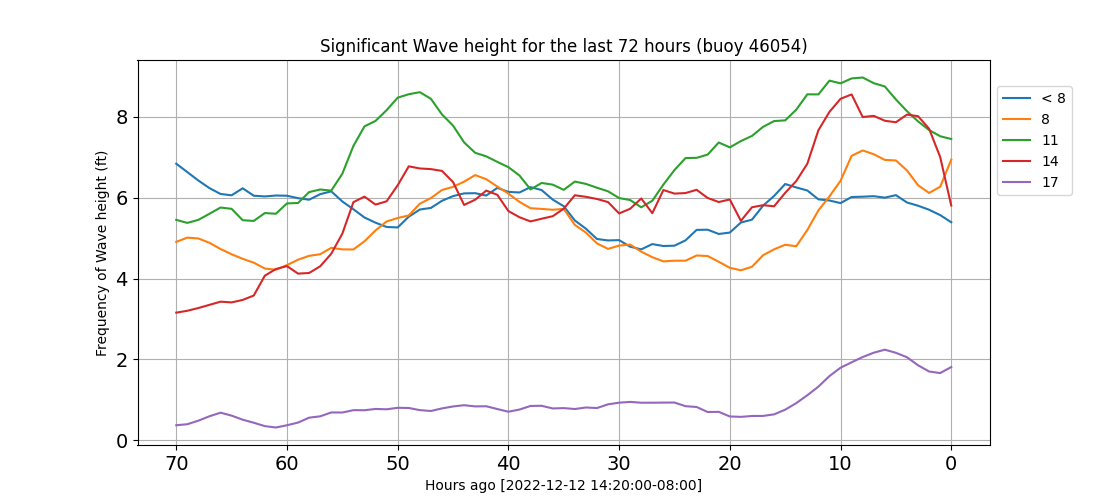 Significant Wave height for the last 72 hours (buoy 46054)
Frequency of Wave height (ft)
8
6
4
2
0
70 60 50 40 30 20 10 0
Hours ago [2022-12-12 14:20:00-08:00]
< 8
8
11
14
17